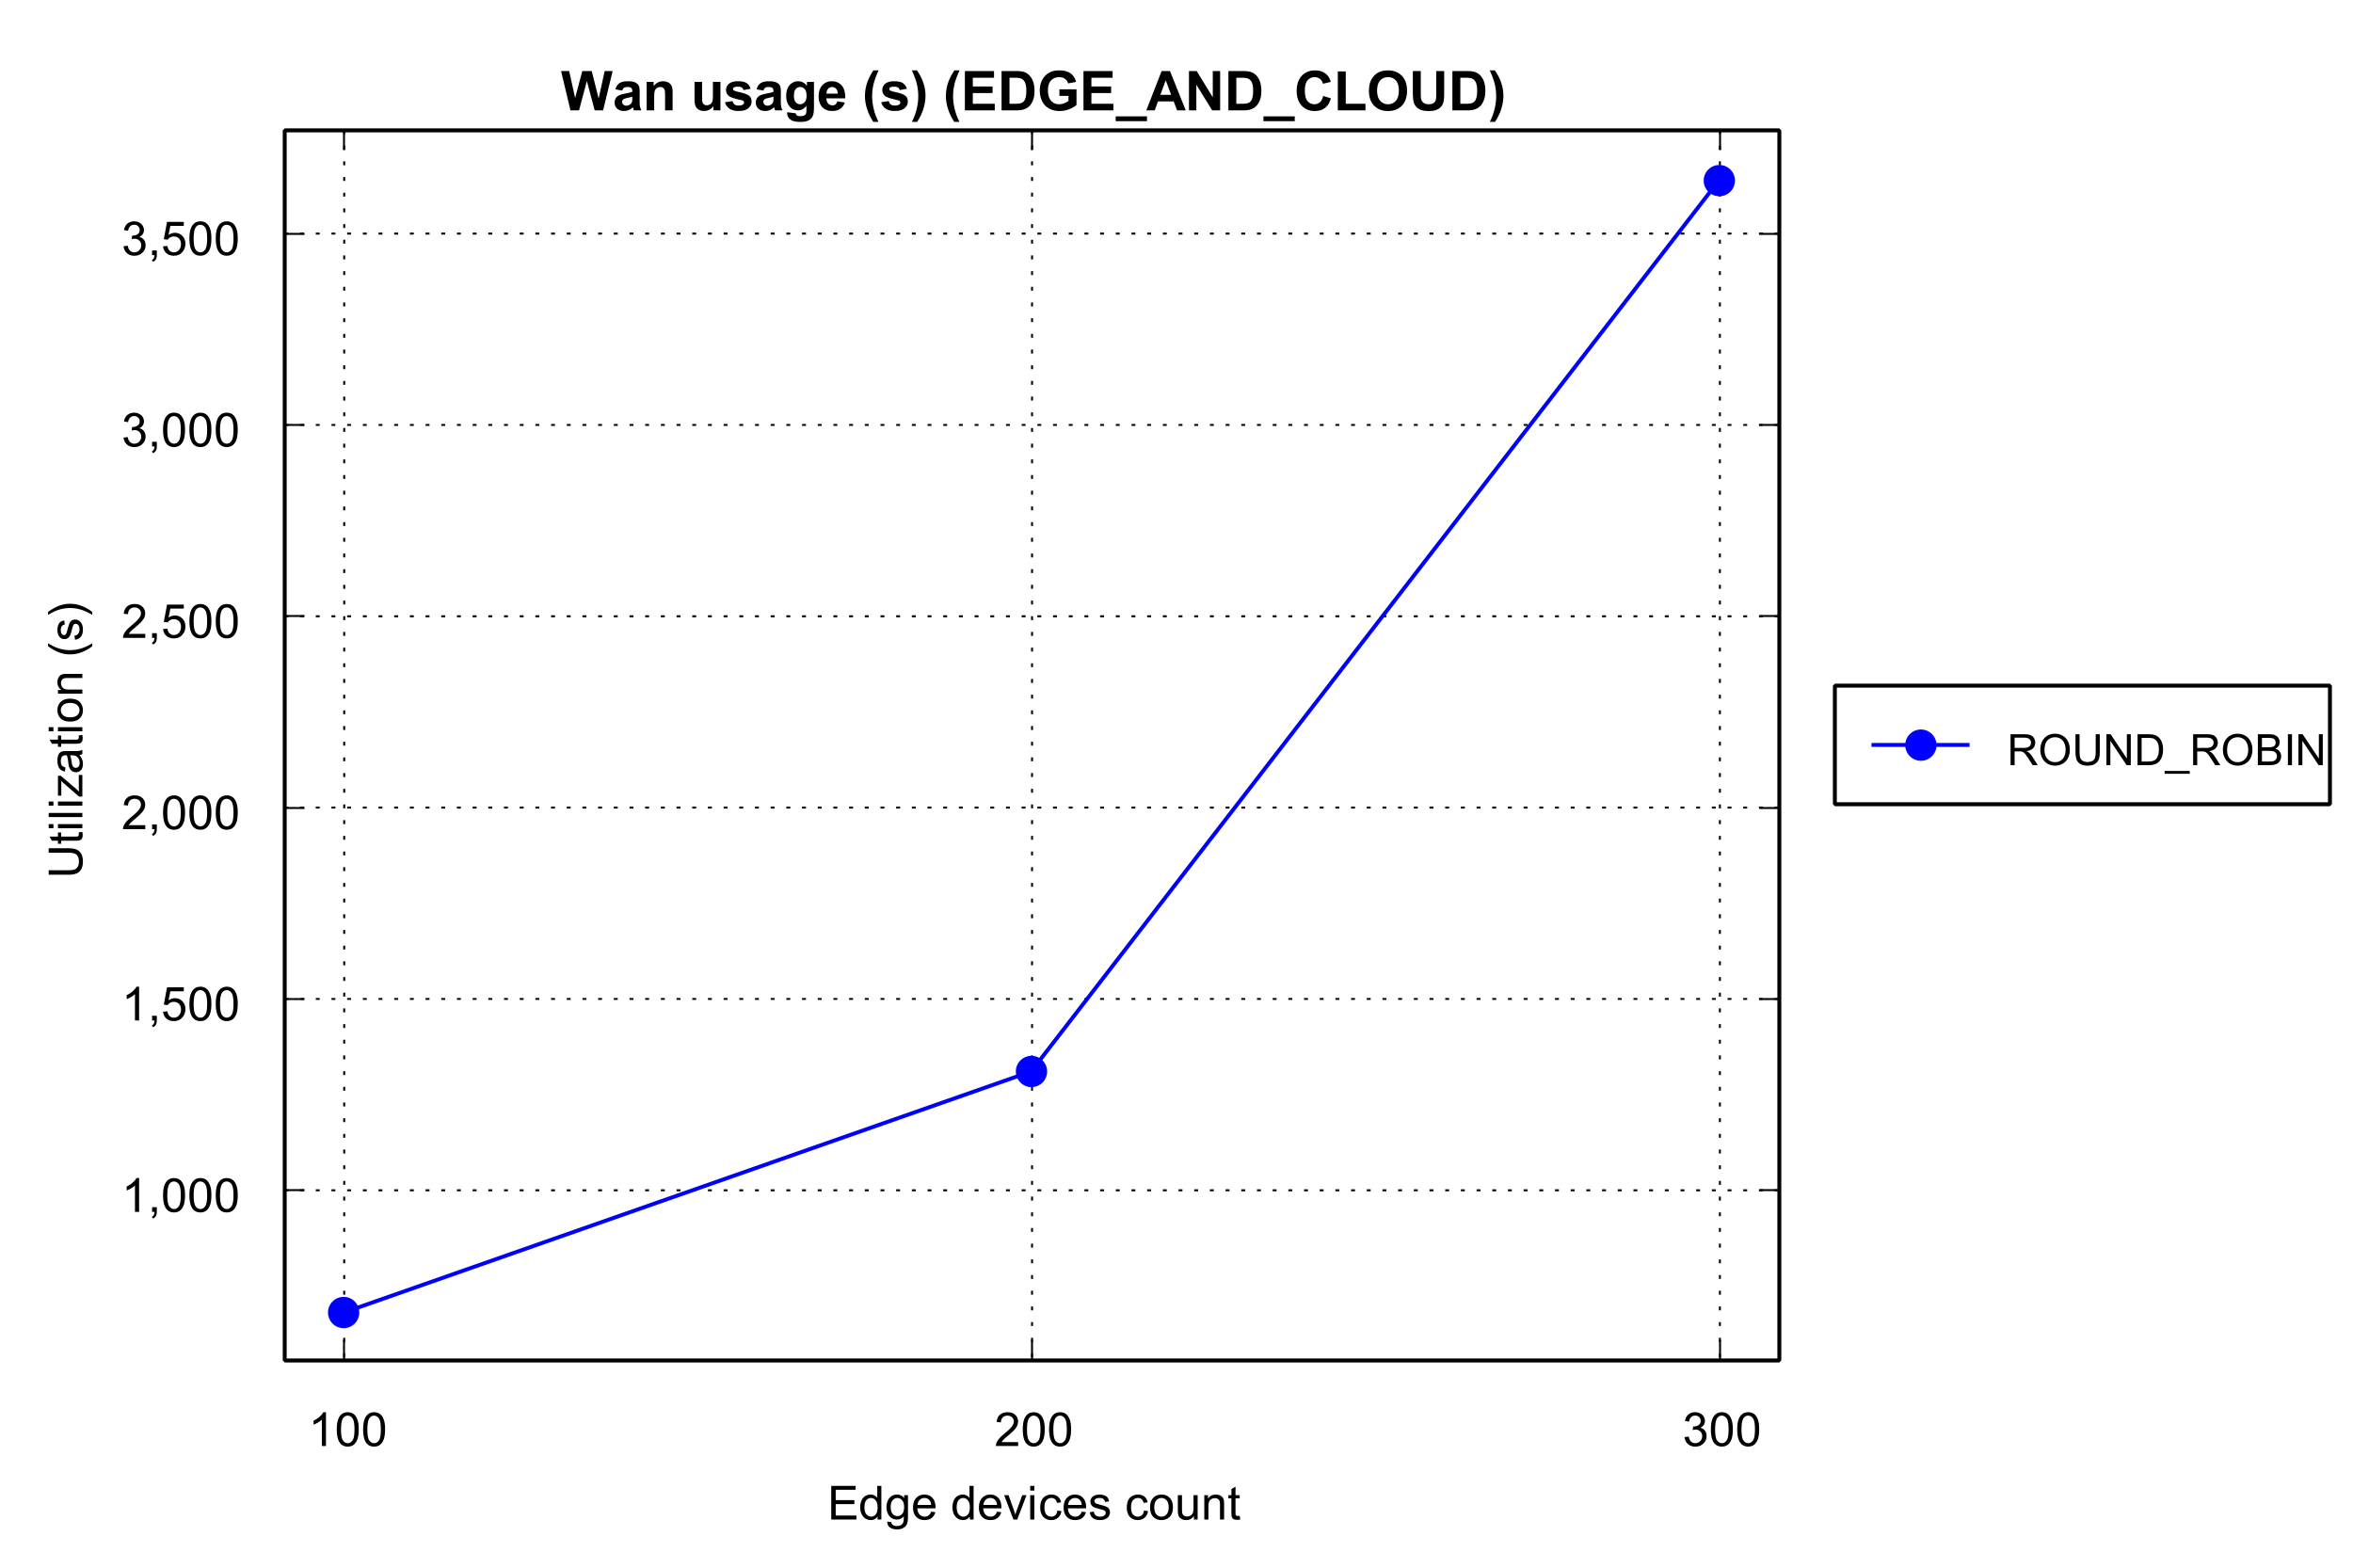 Wan usage (s) (EDGE_AND_CLOUD)
3,500
3,000
2,500
2,000
1,500
1,000
Utilization (s)
100 200 300
Edge devices count
ROUND_ROBIN